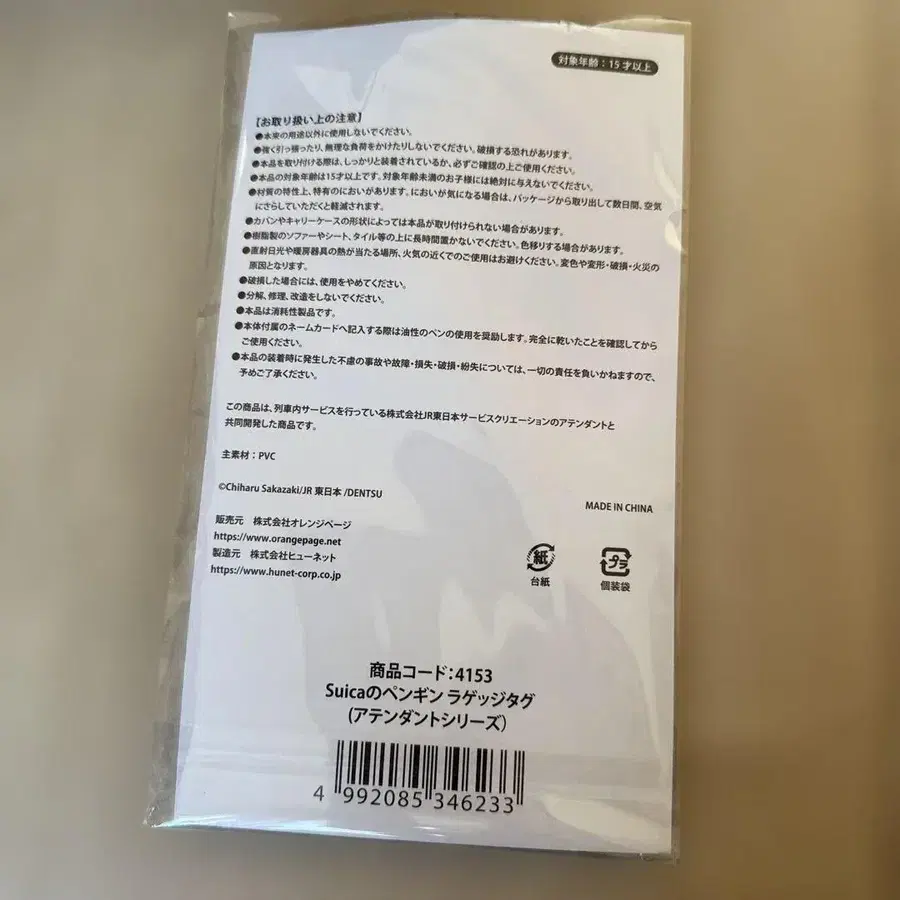 対象年齢：15才以上
【お取り扱い上の注意】
●本来の用途以外に使用しないでください。
●強く引っ張ったり、無理な負荷をかけたりしないでください。破損する恐れがあります。
●本品を取り付ける際は、しっかりと装着されているか、必ずご確認の上ご使用ください。
●本品の対象年齢は15才以上です。対象年齢未満のお子様には絶対に与えないでください。
●材質の特性上、特有のにおいがあります。においが気になる場合は、パッケージから取り出して数日間、空気
にさらしていただくと軽減されます。
●カバンやキャリーケースの形状によっては本品が取り付けられない場合があります。
●樹脂製のソファーやシート、タイル等の上に長時間置かないでください。色移りする場合があります。
●直射日光や暖房器具の熱が当たる場所、火気の近くでのご使用はお避けください。変色や変形・破損・火災の
原因となります。
●破損した場合には、使用をやめてください。
●分解、修理、改造をしないでください。
●本品は消耗性製品です。
●本体付属のネームカードへ記入する際は油性のペンの使用を奨励します。完全に乾いたことを確認してから
ご使用ください。
●本品の装着時に発生した不慮の事故や故障・損失・破損・紛失については、一切の責任を負いかねますので、
予めご了承ください。
この商品は、列車内サービスを行っている株式会社JR東日本サービスクリエーションのアテンダントと
共同開発した商品です。
主素材：PVC
©Chiharu Sakazaki/JR 東日本 /DENTSU
MADE IN CHINA
販売元　株式会社オレンジページ
https://www.orangepage.net
製造元　株式会社ヒューネット
https://www.hunet-corp.co.jp
紙
台紙
プラ
個装袋
商品コード：4153
Suicaのペンギン ラゲッジタグ
(アテンダントシリーズ)
4 992085 346233